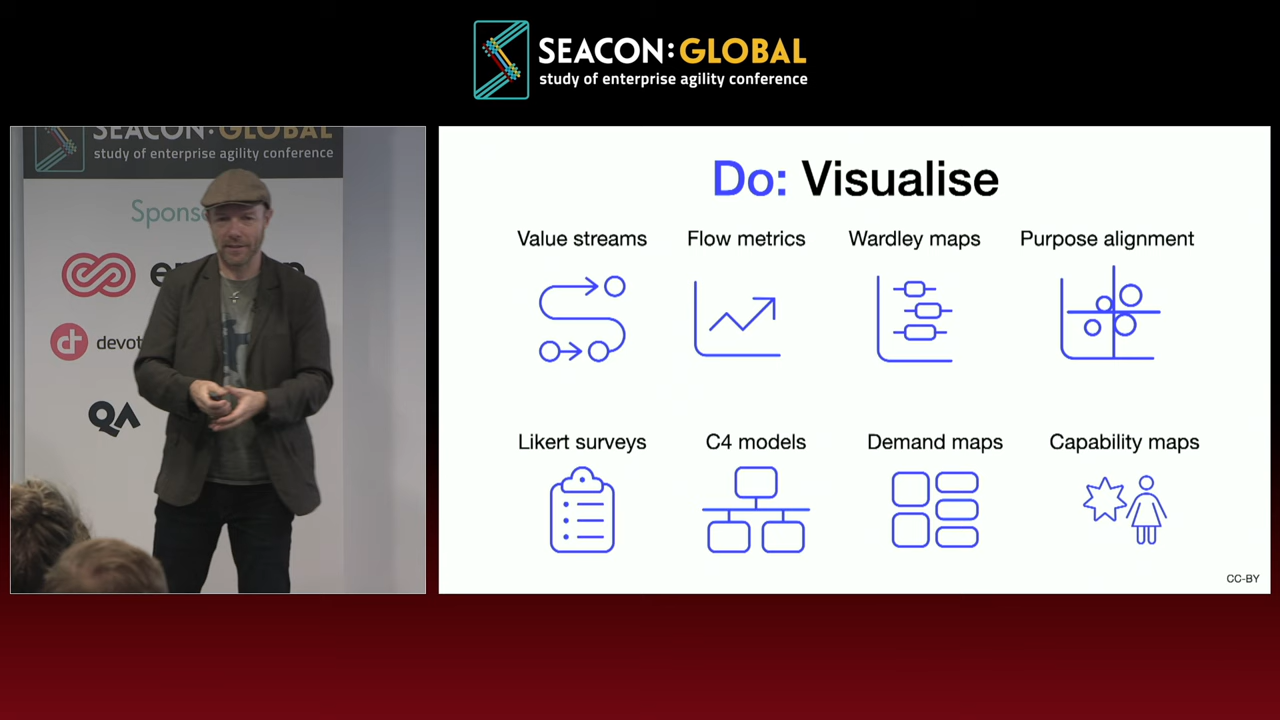 SEACON:GLOBAL
study of enterprise agility conference
SEACON:GLOBAL
study of enterprise agility conference
devot
QA
Do: Visualise
Value streams
Flow metrics
Wardley maps
Purpose alignment
Likert surveys
C4 models
Demand maps
Capability maps
CC-BY